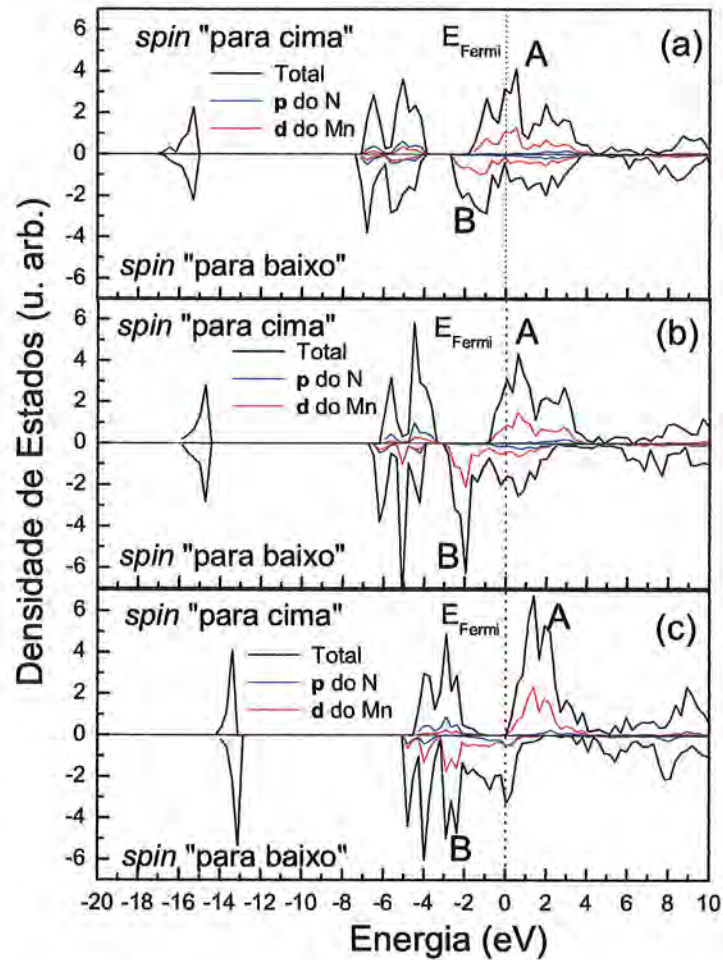 Densidade de Estados (u. arb.)
6
4
2
0
-2
-4
-6
spin "para cima"
Total
p do N
d do Mn
E_Fermi
A
(a)
B
spin "para baixo"
6
4
2
0
-2
-4
-6
spin "para cima"
Total
p do N
d do Mn
E_Fermi
A
(b)
B
spin "para baixo"
6
4
2
0
-2
-4
-6
spin "para cima"
Total
p do N
d do Mn
E_Fermi
A
(c)
B
spin "para baixo"
-20 -18 -16 -14 -12 -10 -8 -6 -4 -2 0 2 4 6 8 10
Energia (eV)